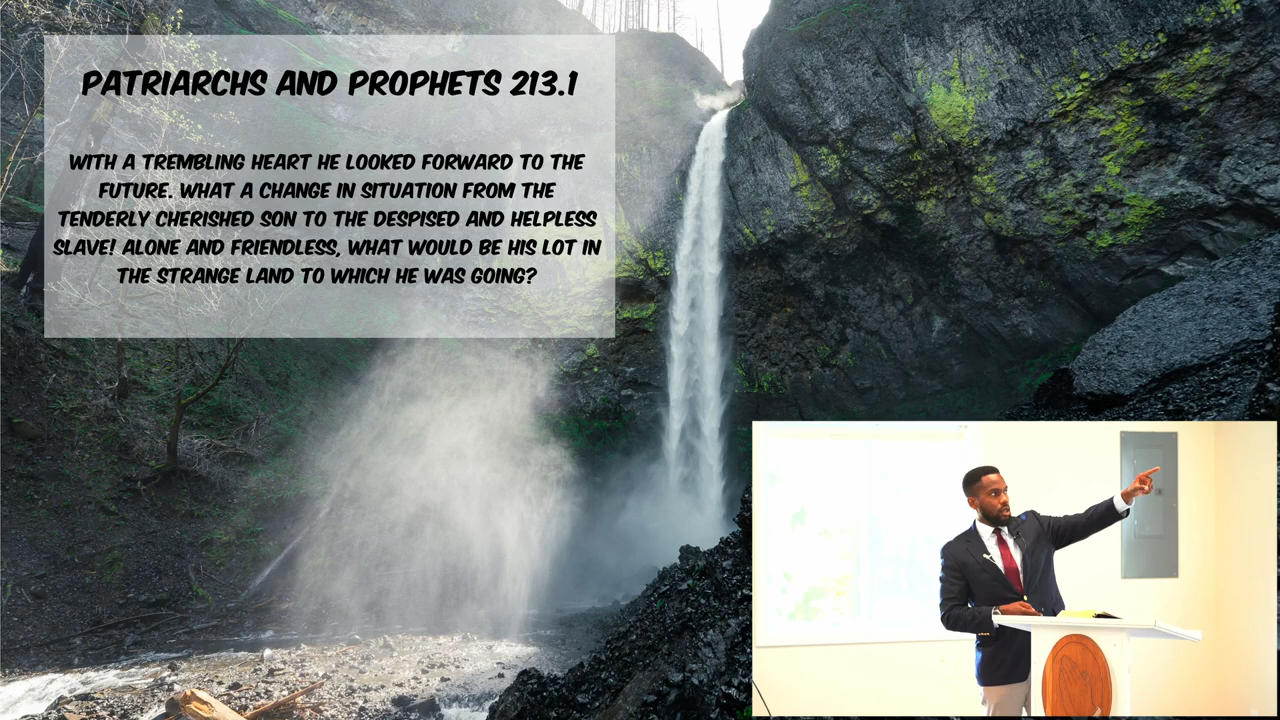 PATRIARCHS AND PROPHETS 213.1
WITH A TREMBLING HEART HE LOOKED FORWARD TO THE
FUTURE. WHAT A CHANGE IN SITUATION FROM THE
TENDERLY CHERISHED SON TO THE DESPISED AND HELPLESS
SLAVE! ALONE AND FRIENDLESS, WHAT WOULD BE HIS LOT IN
THE STRANGE LAND TO WHICH HE WAS GOING?